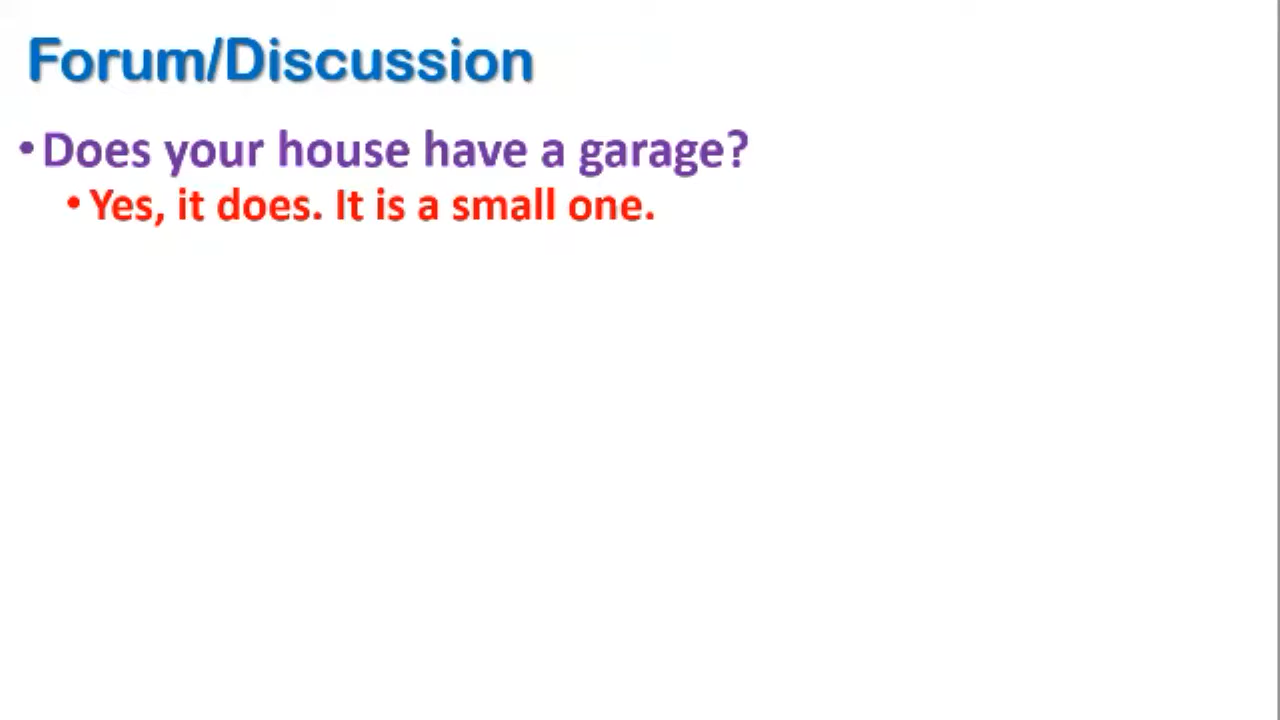 Forum/Discussion
•Does your house have a garage?
•Yes, it does. It is a small one.